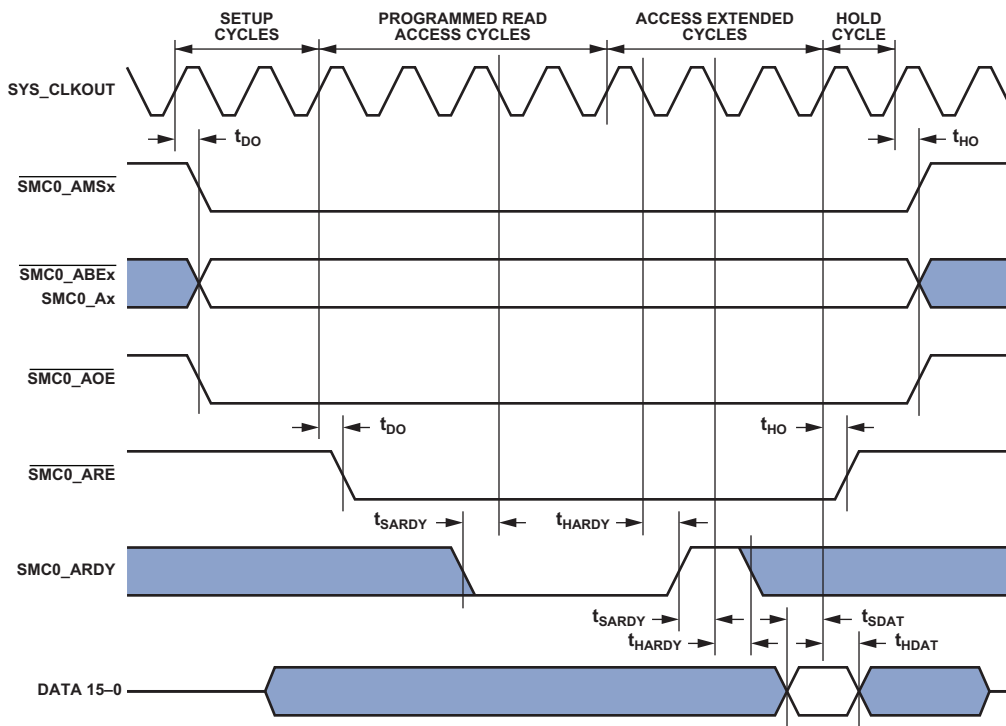 SETUP CYCLES
PROGRAMMED READ ACCESS CYCLES
ACCESS EXTENDED CYCLES
HOLD CYCLE
SYS_CLKOUT
tDO
tHO
SMC0_AMSx
SMC0_ABEx
SMC0_Ax
SMC0_AOE
tDO
tHO
SMC0_ARE
tSARDY
tHARDY
SMC0_ARDY
tSARDY
tSDAT
tHARDY
tHDAT
DATA 15–0